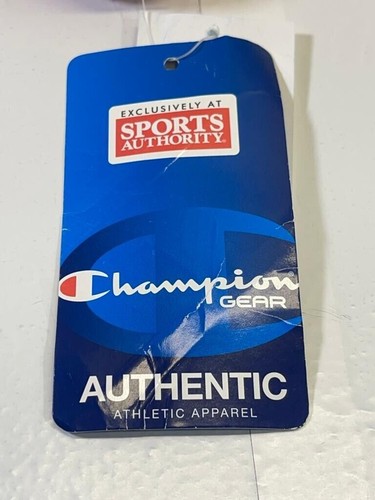 EXCLUSIVELY AT
SPORTS
AUTHORITY.
Champion
GEAR
AUTHENTIC
ATHLETIC APPAREL